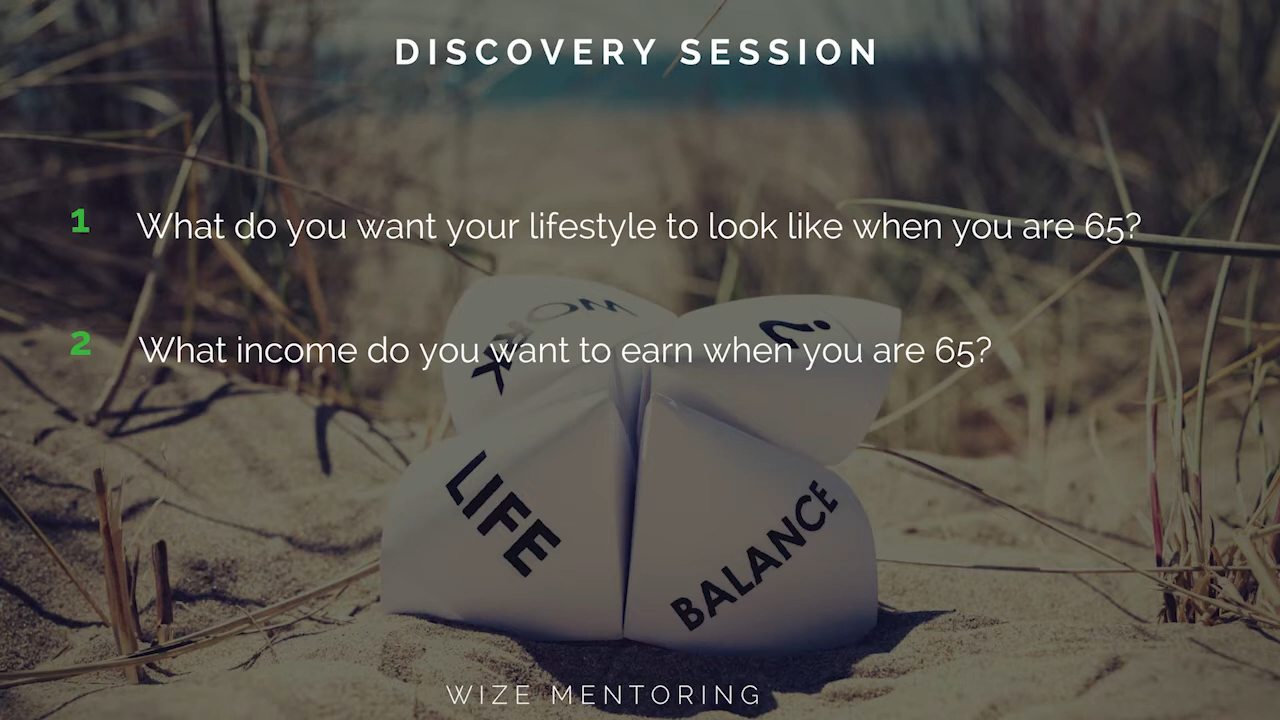 DISCOVERY SESSION
1 What do you want your lifestyle to look like when you are 65?
2 What income do you want to earn when you are 65?
WORK
?
LIFE
BALANCE
WIZE MENTORING